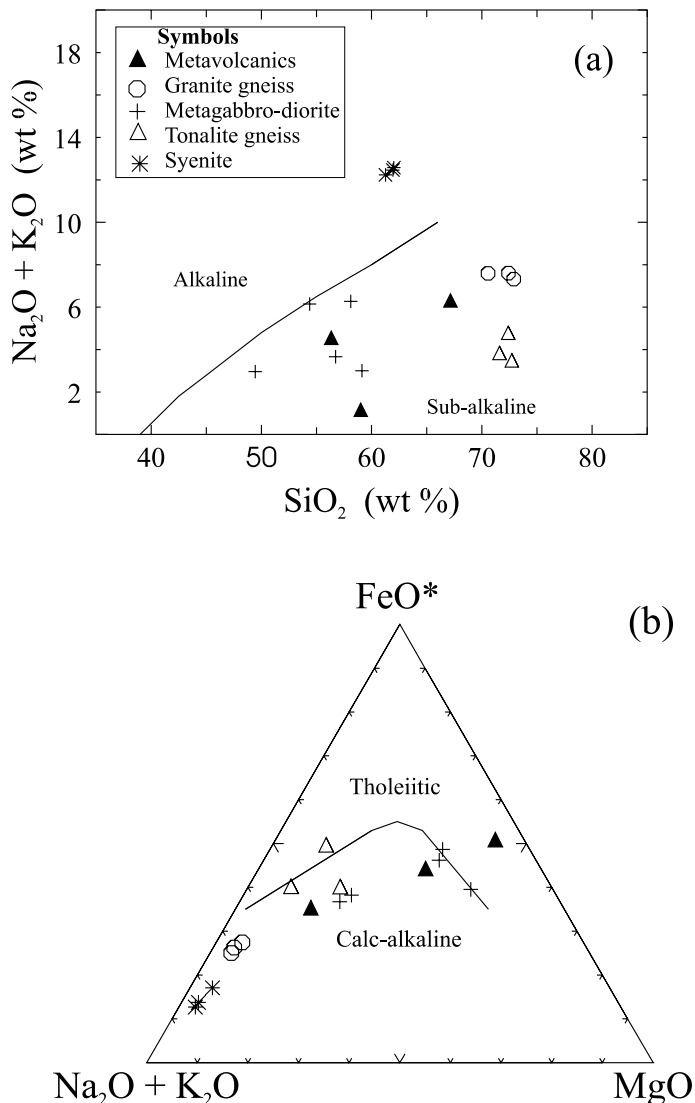 18
14
10
6
2
Na₂O + K₂O (wt %)
Symbols
Metavolcanics
Granite gneiss
Metagabbro-diorite
Tonalite gneiss
Syenite
(a)
Alkaline
Sub-alkaline
40 50 60 70 80
SiO₂ (wt %)
FeO*
(b)
Tholeiitic
Calc-alkaline
Na₂O + K₂O MgO